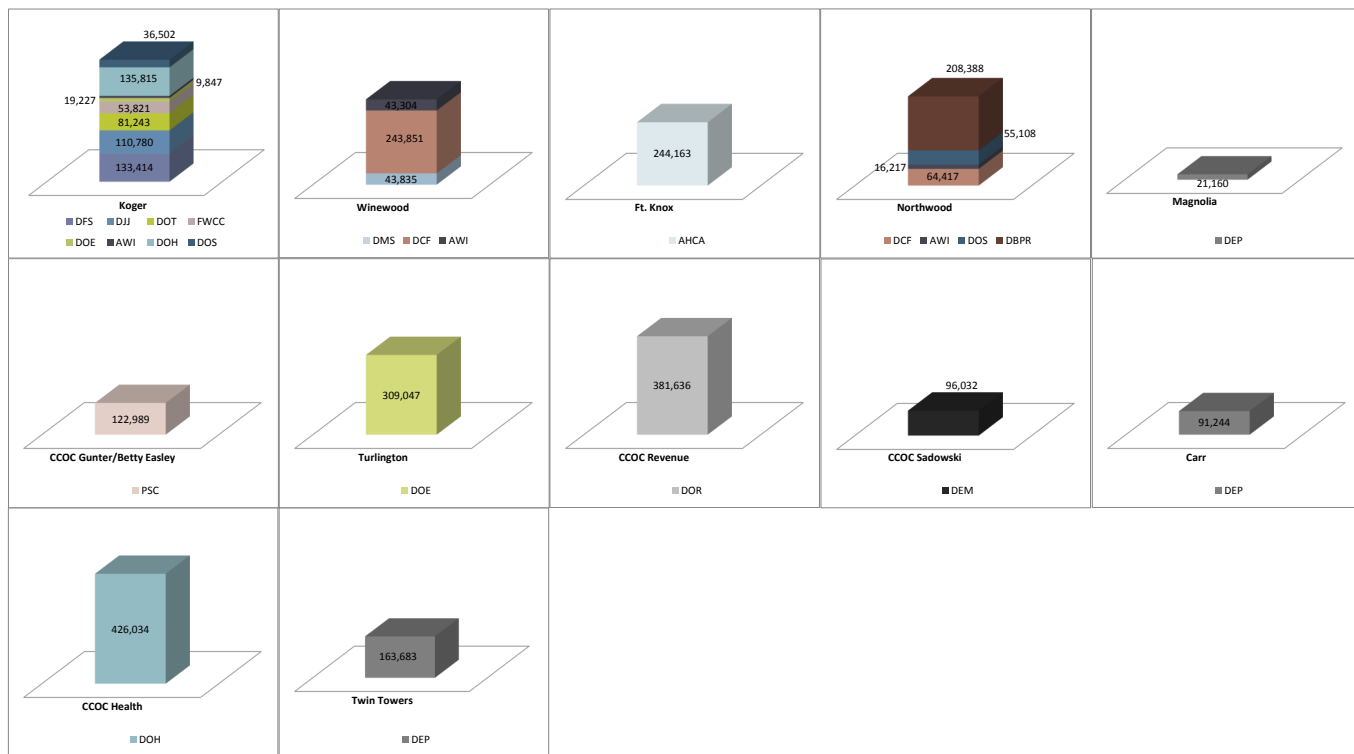 36,502
135,815
9,847
19,227
53,821
81,243
110,780
133,414
Koger
DFS DJJ DOT FWCC
DOE AWI DOH DOS
43,304
243,851
43,835
Winewood
DMS DCF AWI
244,163
Ft. Knox
AHCA
208,388
55,108
16,217
64,417
Northwood
DCF AWI DOS DBPR
21,160
Magnolia
DEP
122,989
CCOC Gunter/Betty Easley
PSC
309,047
Turlington
DOE
381,636
CCOC Revenue
DOR
96,032
CCOC Sadowski
DEM
91,244
Carr
DEP
426,034
CCOC Health
DOH
163,683
Twin Towers
DEP